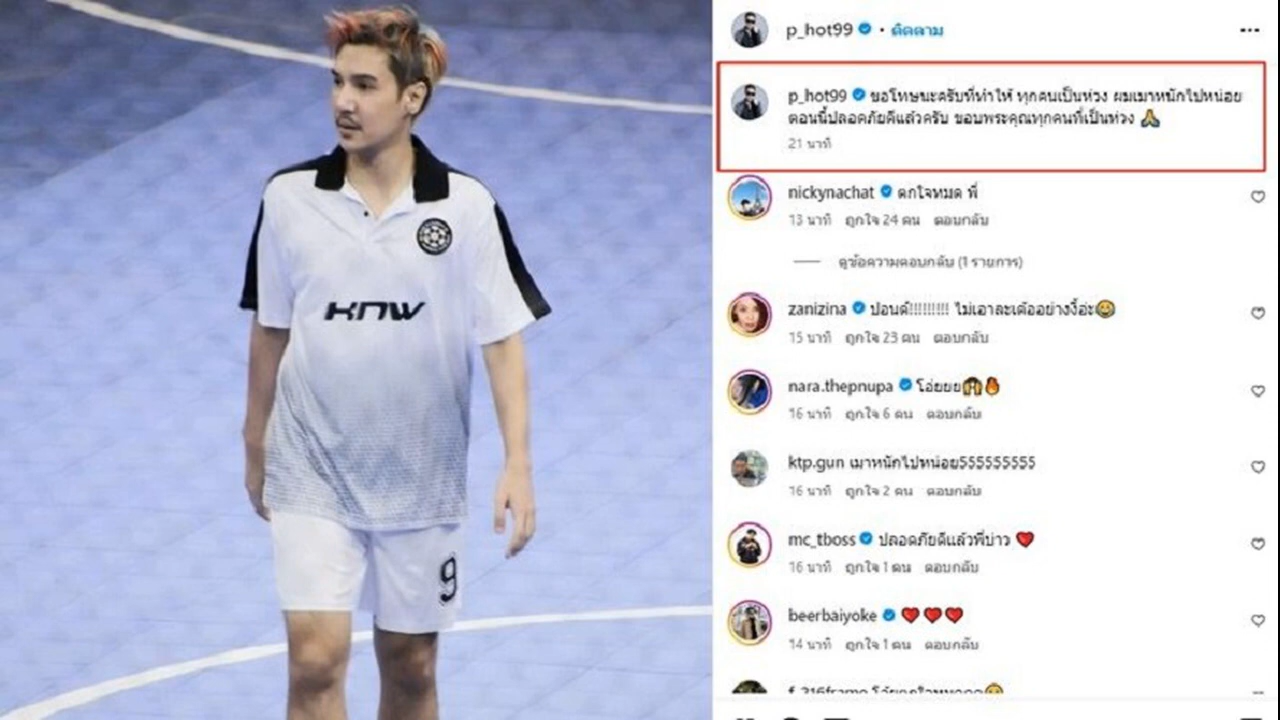 KNW
9
p_hot99 • ติดตาม
p_hot99 ขอโทษนะครับที่ทำให้ ทุกคนเป็นห่วง ผมเมาหนักไปหน่อย
ตอนนี้ปลอดภัยดีแล้วครับ ขอบพระคุณทุกคนที่เป็นห่วง 🙏
21 นาที
nickynachat ตกใจหมด พี่
13 นาที ถูกใจ 24 คน ตอบกลับ
ดูข้อความตอบกลับ (1 รายการ)
zanizina ปอนด์!!!!!!!!! ไม่เอาละเด้ออย่างงี้อ่ะ
15 นาที ถูกใจ 23 คน ตอบกลับ
nara.thepnupa โอ่ยยย
16 นาที ถูกใจ 6 คน ตอบกลับ
ktp.gun เมาหนักไปหน่อย555555555
16 นาที ถูกใจ 2 คน ตอบกลับ
mc_tboss ปลอดภัยดีแล้วพี่บ่าว ❤️
16 นาที ถูกใจ 1 คน ตอบกลับ
beerbaiyoke ❤️❤️❤️
14 นาที ถูกใจ 1 คน ตอบกลับ